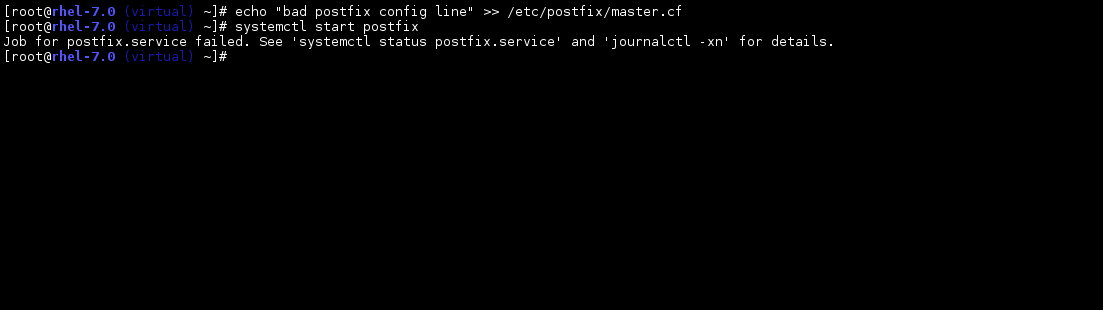 [root@rhel-7.0 (virtual) ~]# echo "bad postfix config line" >> /etc/postfix/master.cf
[root@rhel-7.0 (virtual) ~]# systemctl start postfix
Job for postfix.service failed. See 'systemctl status postfix.service' and 'journalctl -xn' for details.
[root@rhel-7.0 (virtual) ~]#